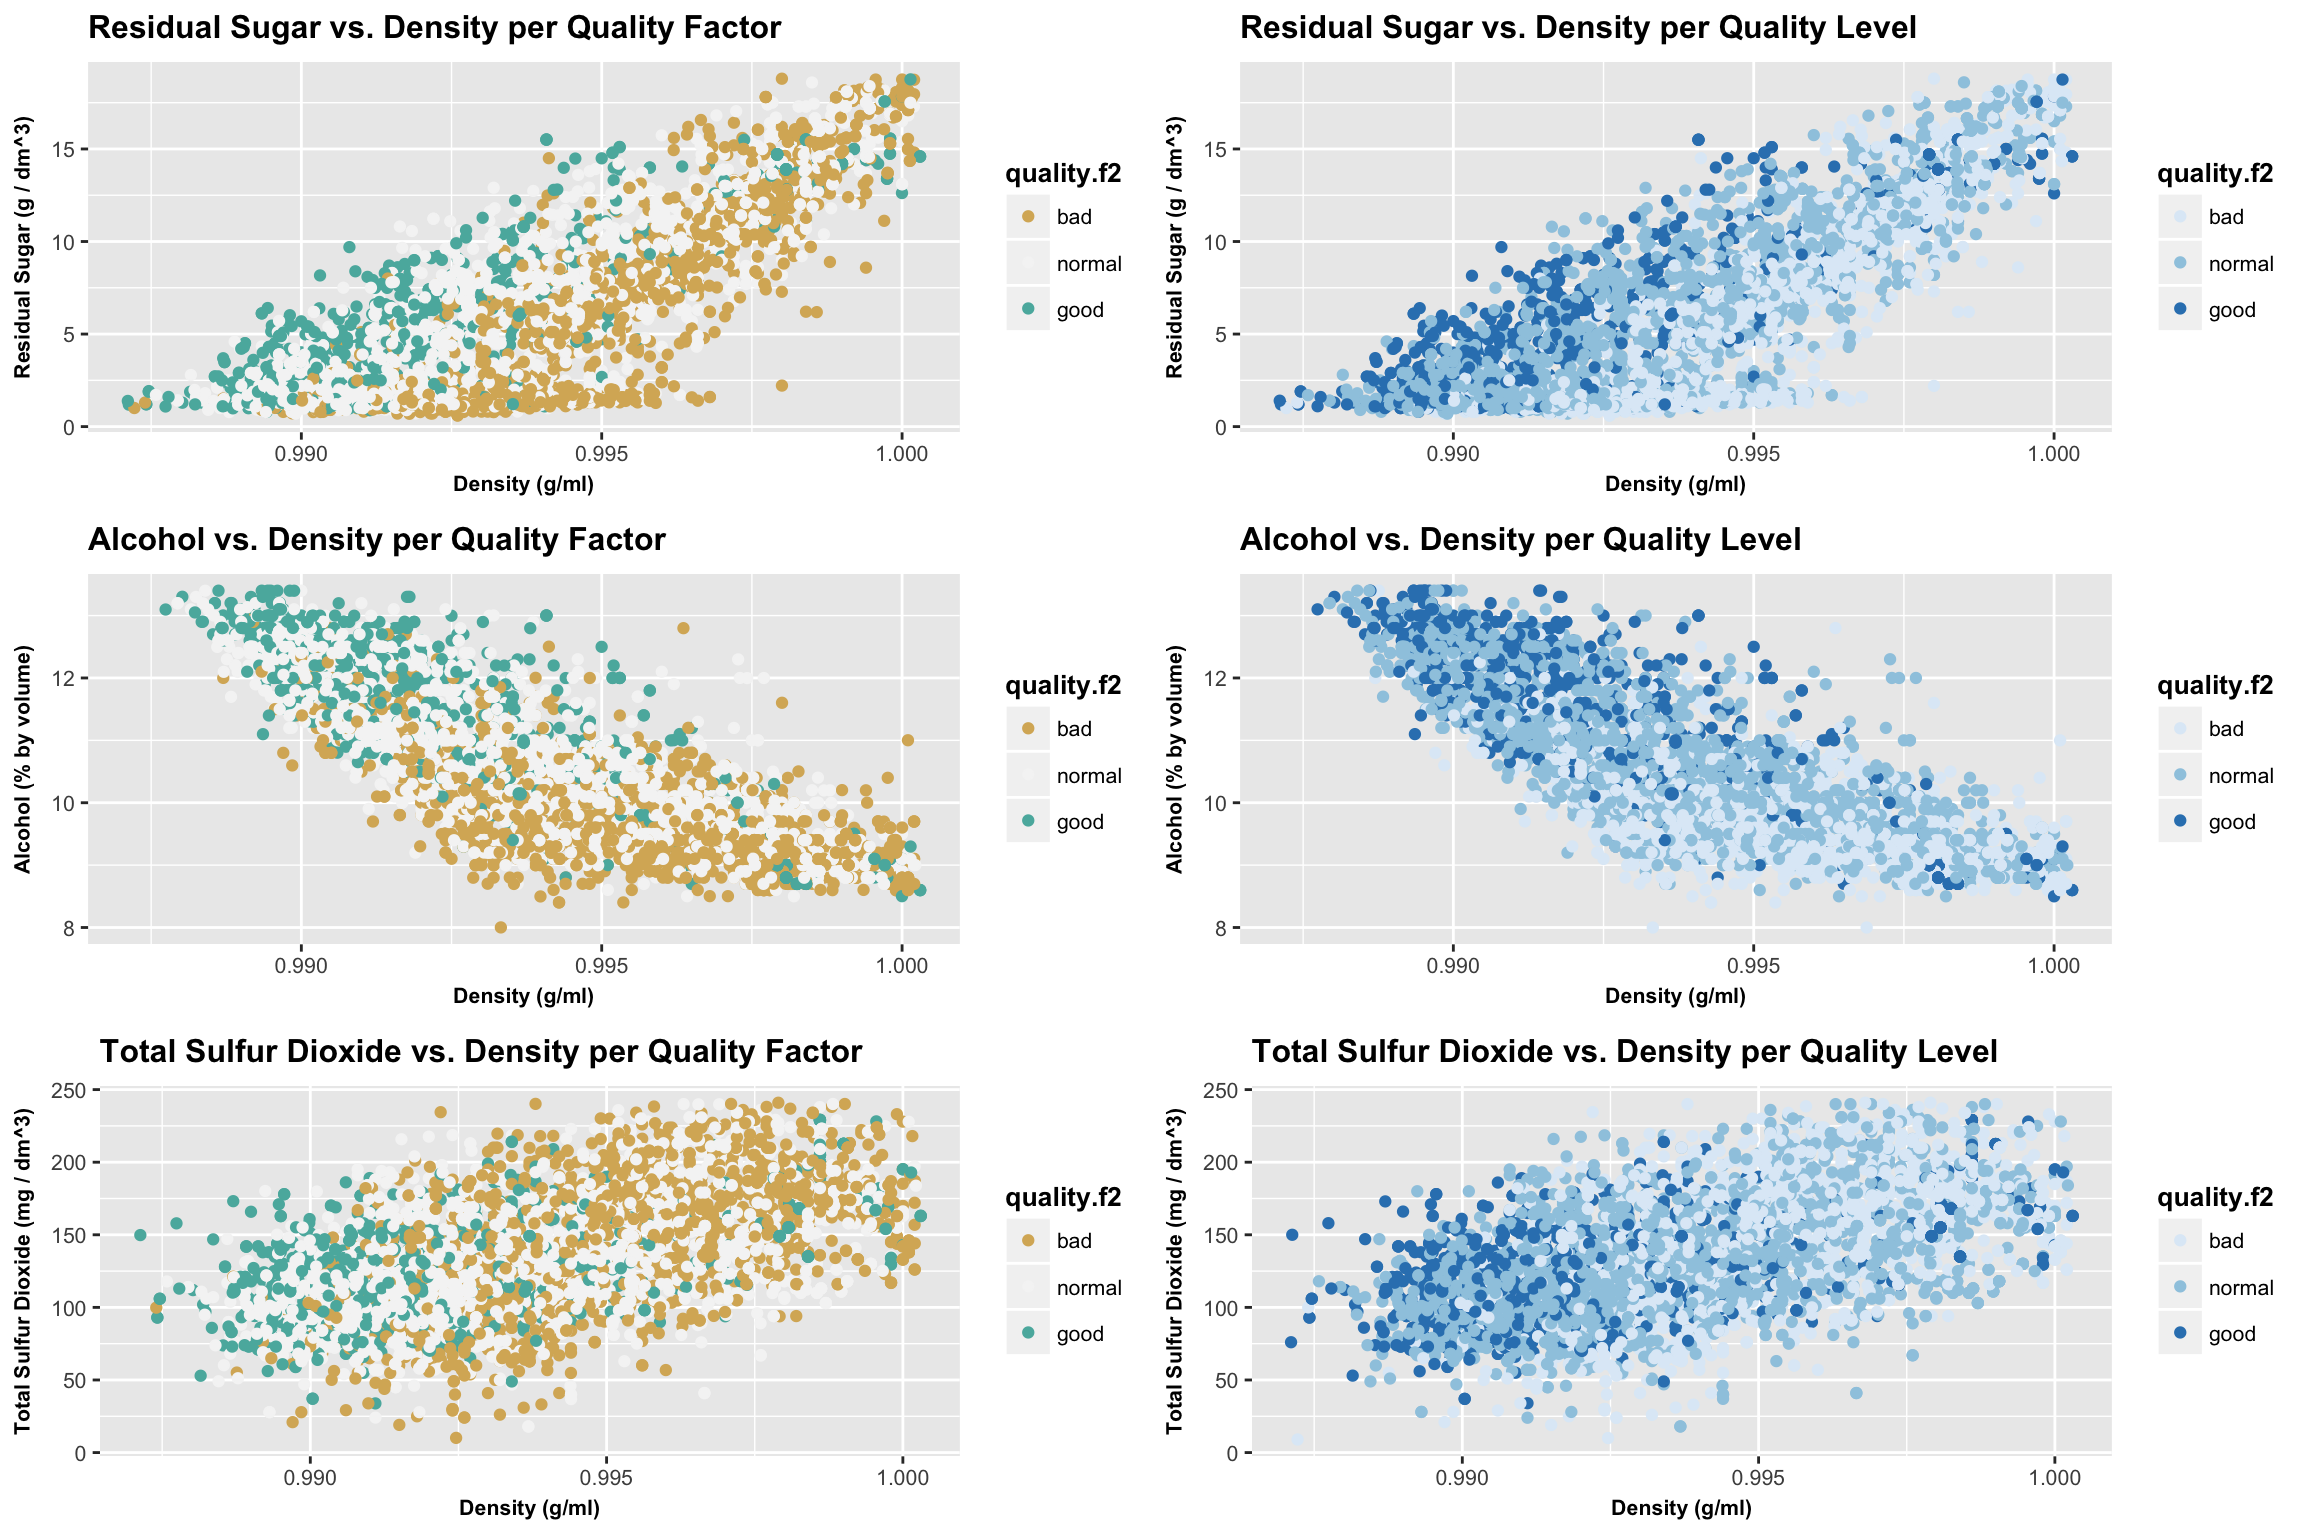 Residual Sugar vs. Density per Quality Factor
Residual Sugar (g / dm^3)
15
10
5
0
0.990 0.995 1.000
Density (g/ml)
quality.f2
bad
normal
good
Residual Sugar vs. Density per Quality Level
Residual Sugar (g / dm^3)
15
10
5
0
0.990 0.995 1.000
Density (g/ml)
quality.f2
bad
normal
good
Alcohol vs. Density per Quality Factor
Alcohol (% by volume)
12
10
8
0.990 0.995 1.000
Density (g/ml)
quality.f2
bad
normal
good
Alcohol vs. Density per Quality Level
Alcohol (% by volume)
12
10
8
0.990 0.995 1.000
Density (g/ml)
quality.f2
bad
normal
good
Total Sulfur Dioxide vs. Density per Quality Factor
Total Sulfur Dioxide (mg / dm^3)
250
200
150
100
50
0
0.990 0.995 1.000
Density (g/ml)
quality.f2
bad
normal
good
Total Sulfur Dioxide vs. Density per Quality Level
Total Sulfur Dioxide (mg / dm^3)
250
200
150
100
50
0
0.990 0.995 1.000
Density (g/ml)
quality.f2
bad
normal
good